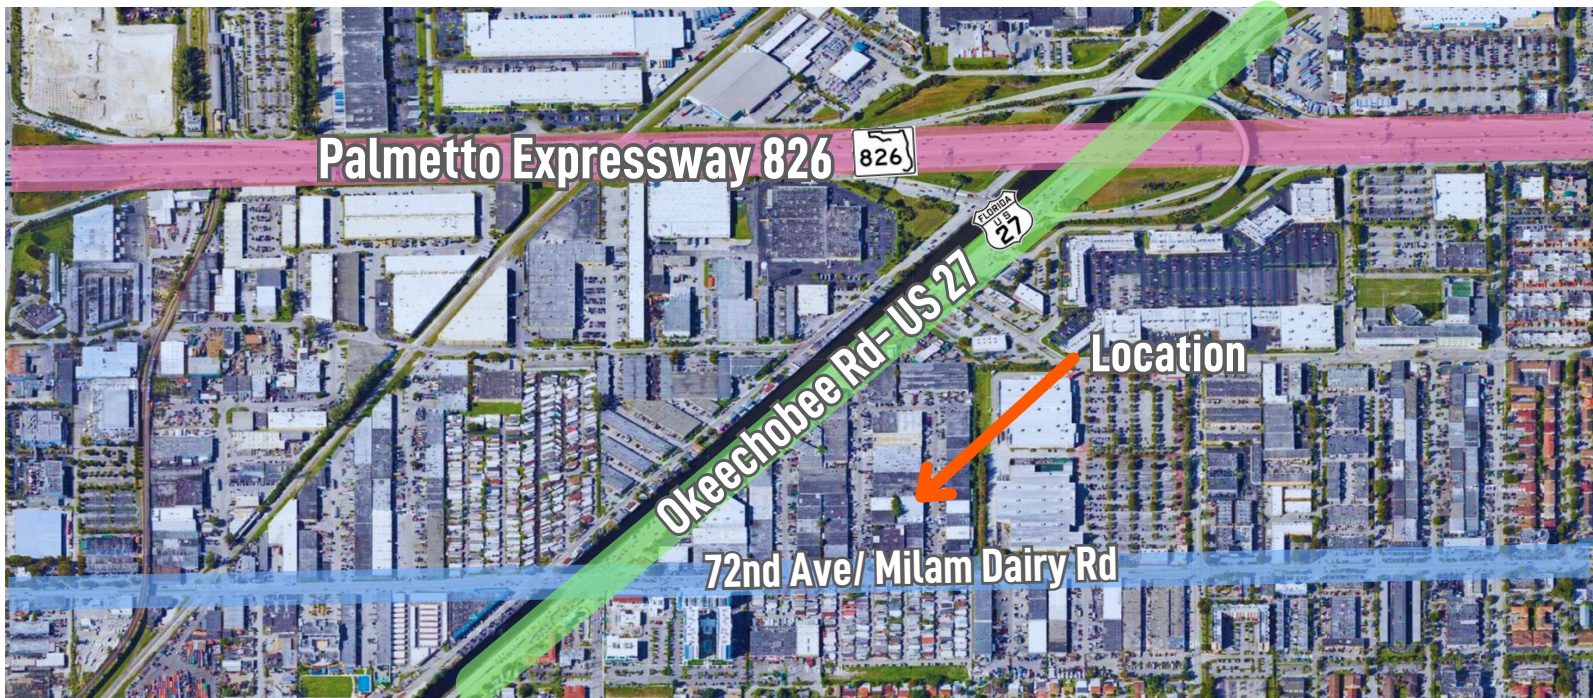 Palmetto Expressway 826
826
FLORIDA
US
27
Okeechobee Rd- US 27
Location
72nd Ave/ Milam Dairy Rd